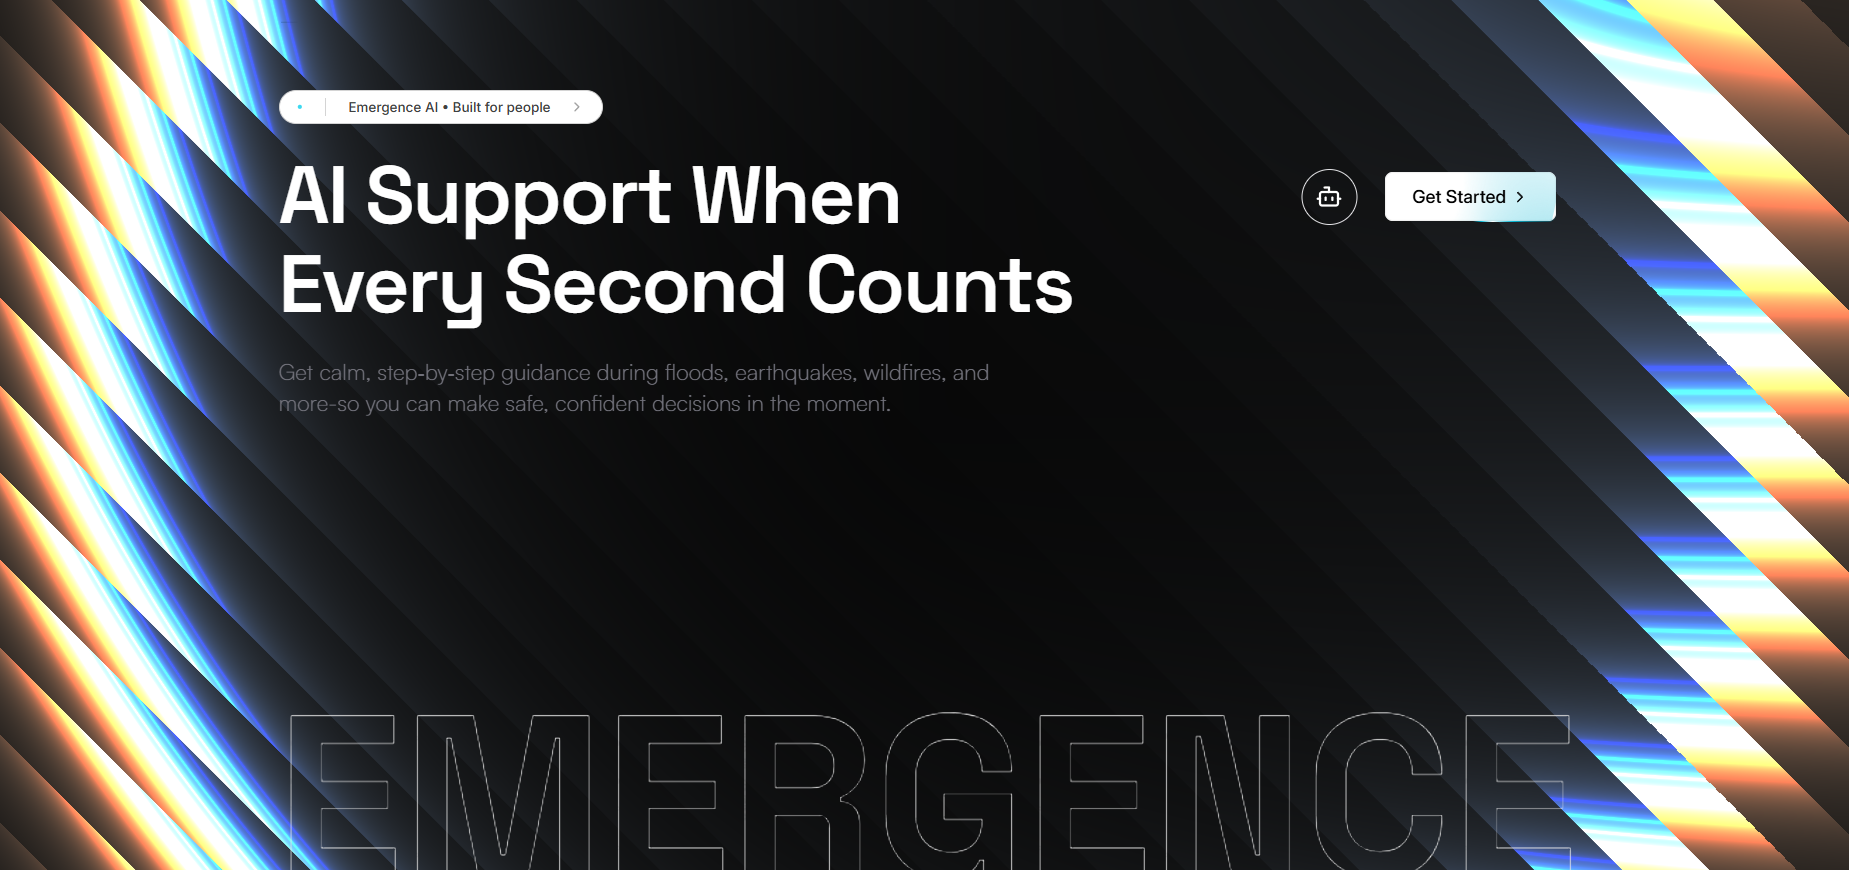 Emergence AI • Built for people
AI Support When
Every Second Counts
Get Started
Get calm, step-by-step guidance during floods, earthquakes, wildfires, and
more-so you can make safe, confident decisions in the moment.
EMERGENCE